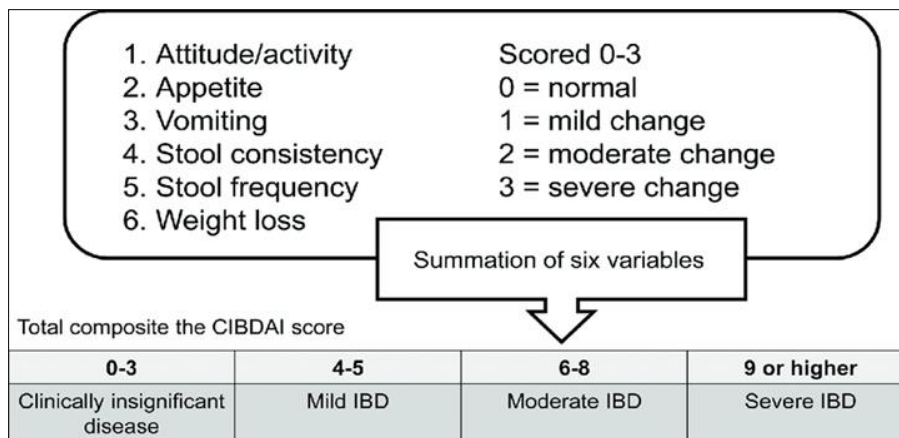 1. Attitude/activity
2. Appetite
3. Vomiting
4. Stool consistency
5. Stool frequency
6. Weight loss
Scored 0-3
0 = normal
1 = mild change
2 = moderate change
3 = severe change
Summation of six variables
Total composite the CIBDAI score
0-3 4-5 6-8 9 or higher
Clinically insignificant Mild IBD Moderate IBD Severe IBD
disease